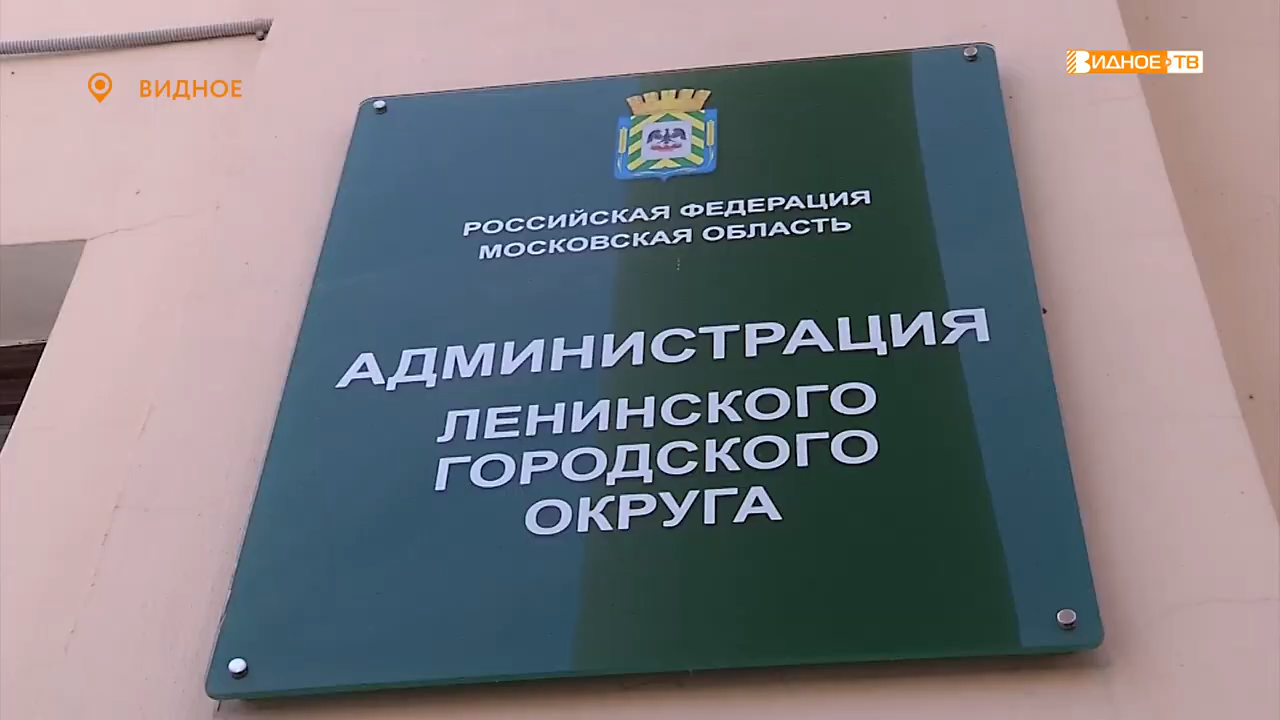 ВИДНОЕ
ВИДНОЕ ТВ
РОССИЙСКАЯ ФЕДЕРАЦИЯ
МОСКОВСКАЯ ОБЛАСТЬ
АДМИНИСТРАЦИЯ
ЛЕНИНСКОГО
ГОРОДСКОГО
ОКРУГА